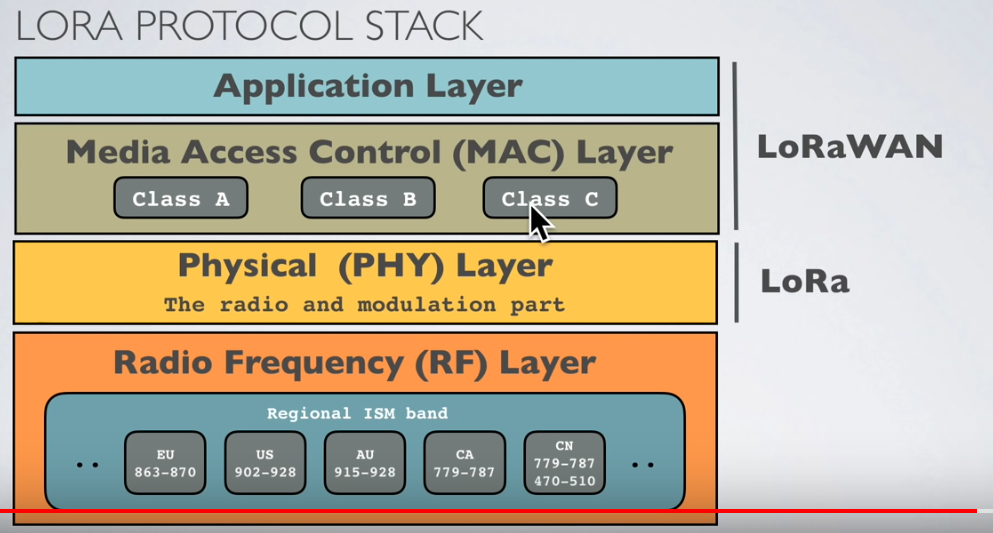 LORA PROTOCOL STACK
Application Layer
Media Access Control (MAC) Layer
Class A Class B Class C
LoRaWAN
Physical (PHY) Layer
The radio and modulation part
LoRa
Radio Frequency (RF) Layer
Regional ISM band
..
EU
863-870
US
902-928
AU
915-928
CA
779-787
CN
779-787
470-510
..